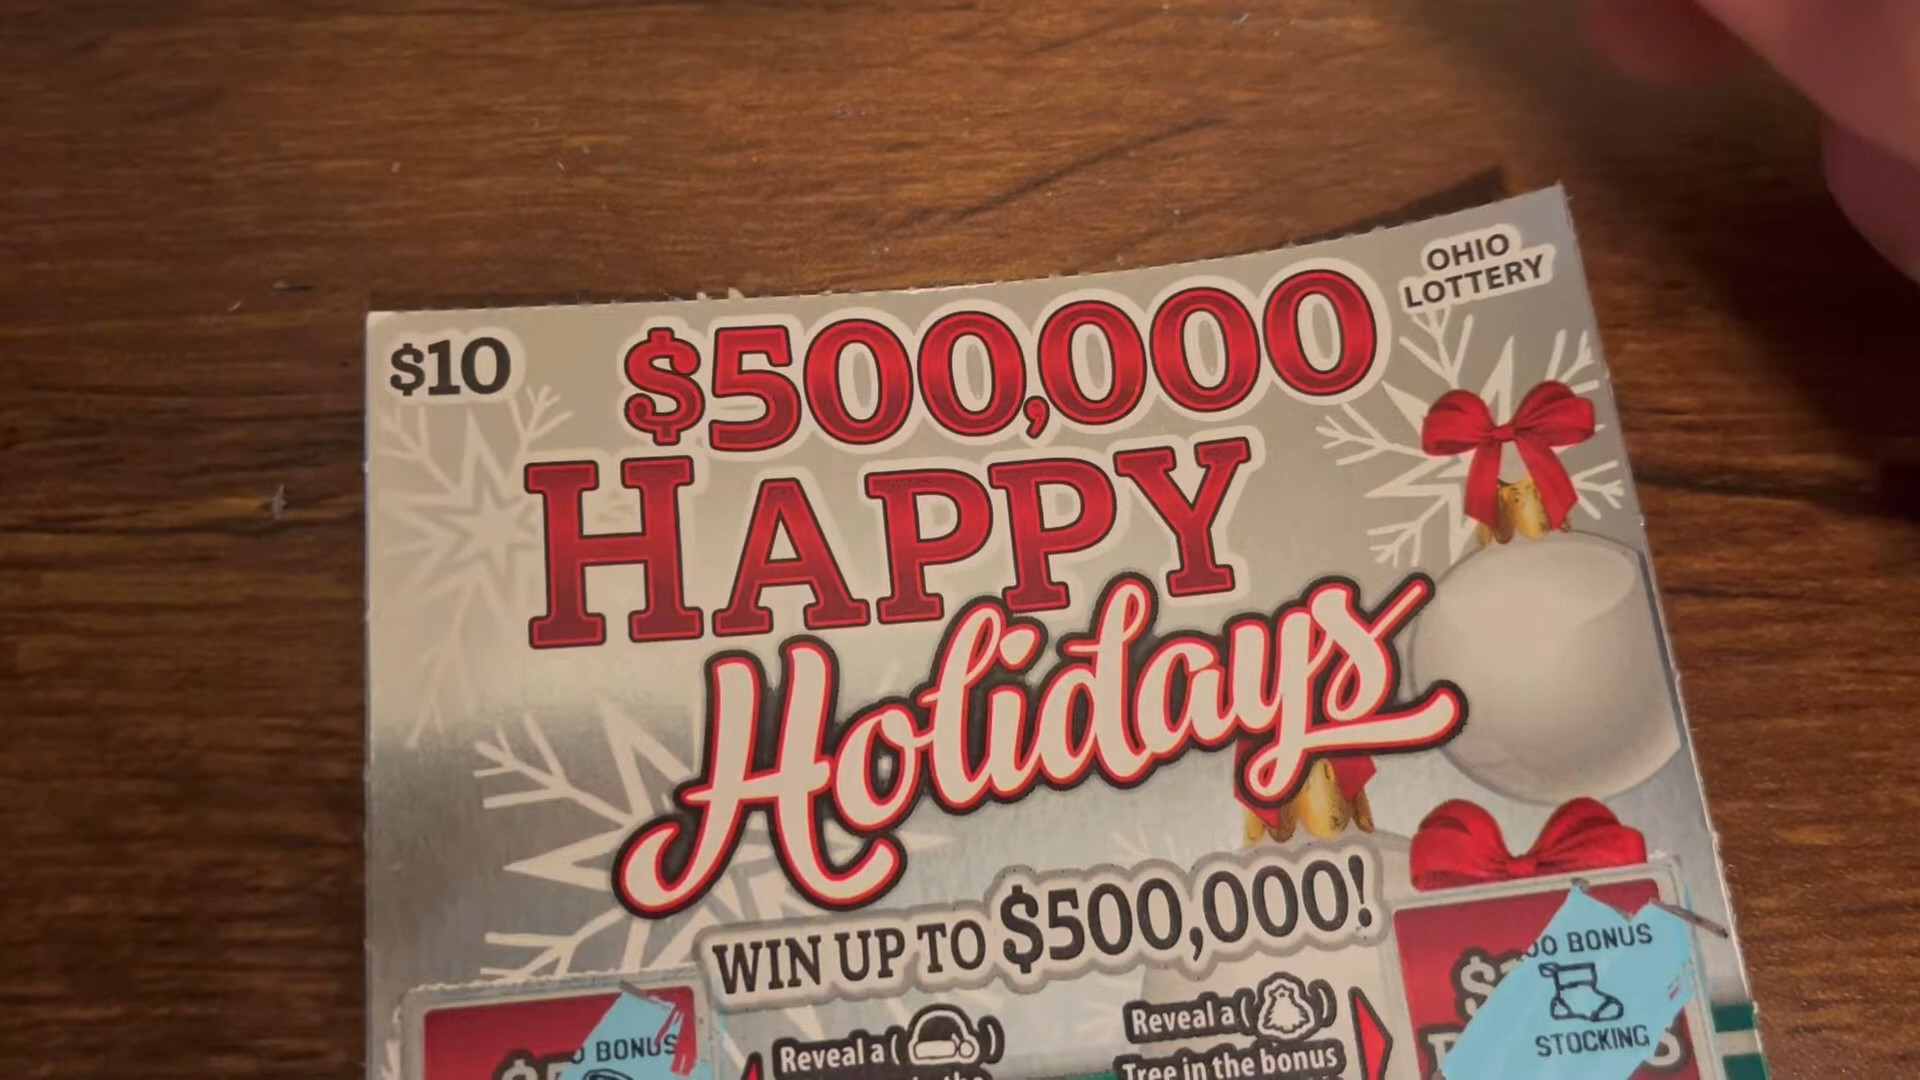 OHIO
LOTTERY
$10
$500,000
HAPPY
Holidays
WIN UP TO $500,000!
BONUS
STOCKING
Reveal a ( )
Tree in the bonus
Reveal a ( )
BONUS